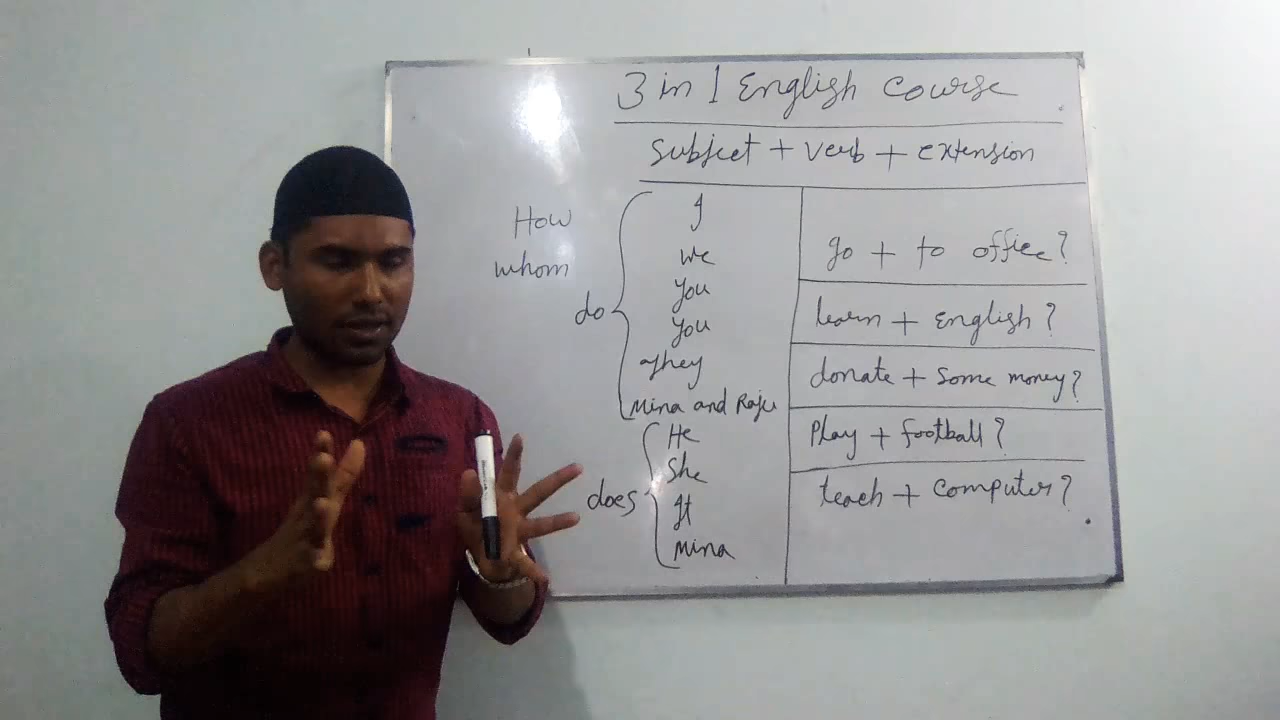 3 in 1 English Course
Subject + verb + extension
How
whom
do
I
we
you
you
They
Mina and Raju
does
He
She
It
Mina
go + to office?
learn + English?
donate + some money?
Play + football?
teach + computer?